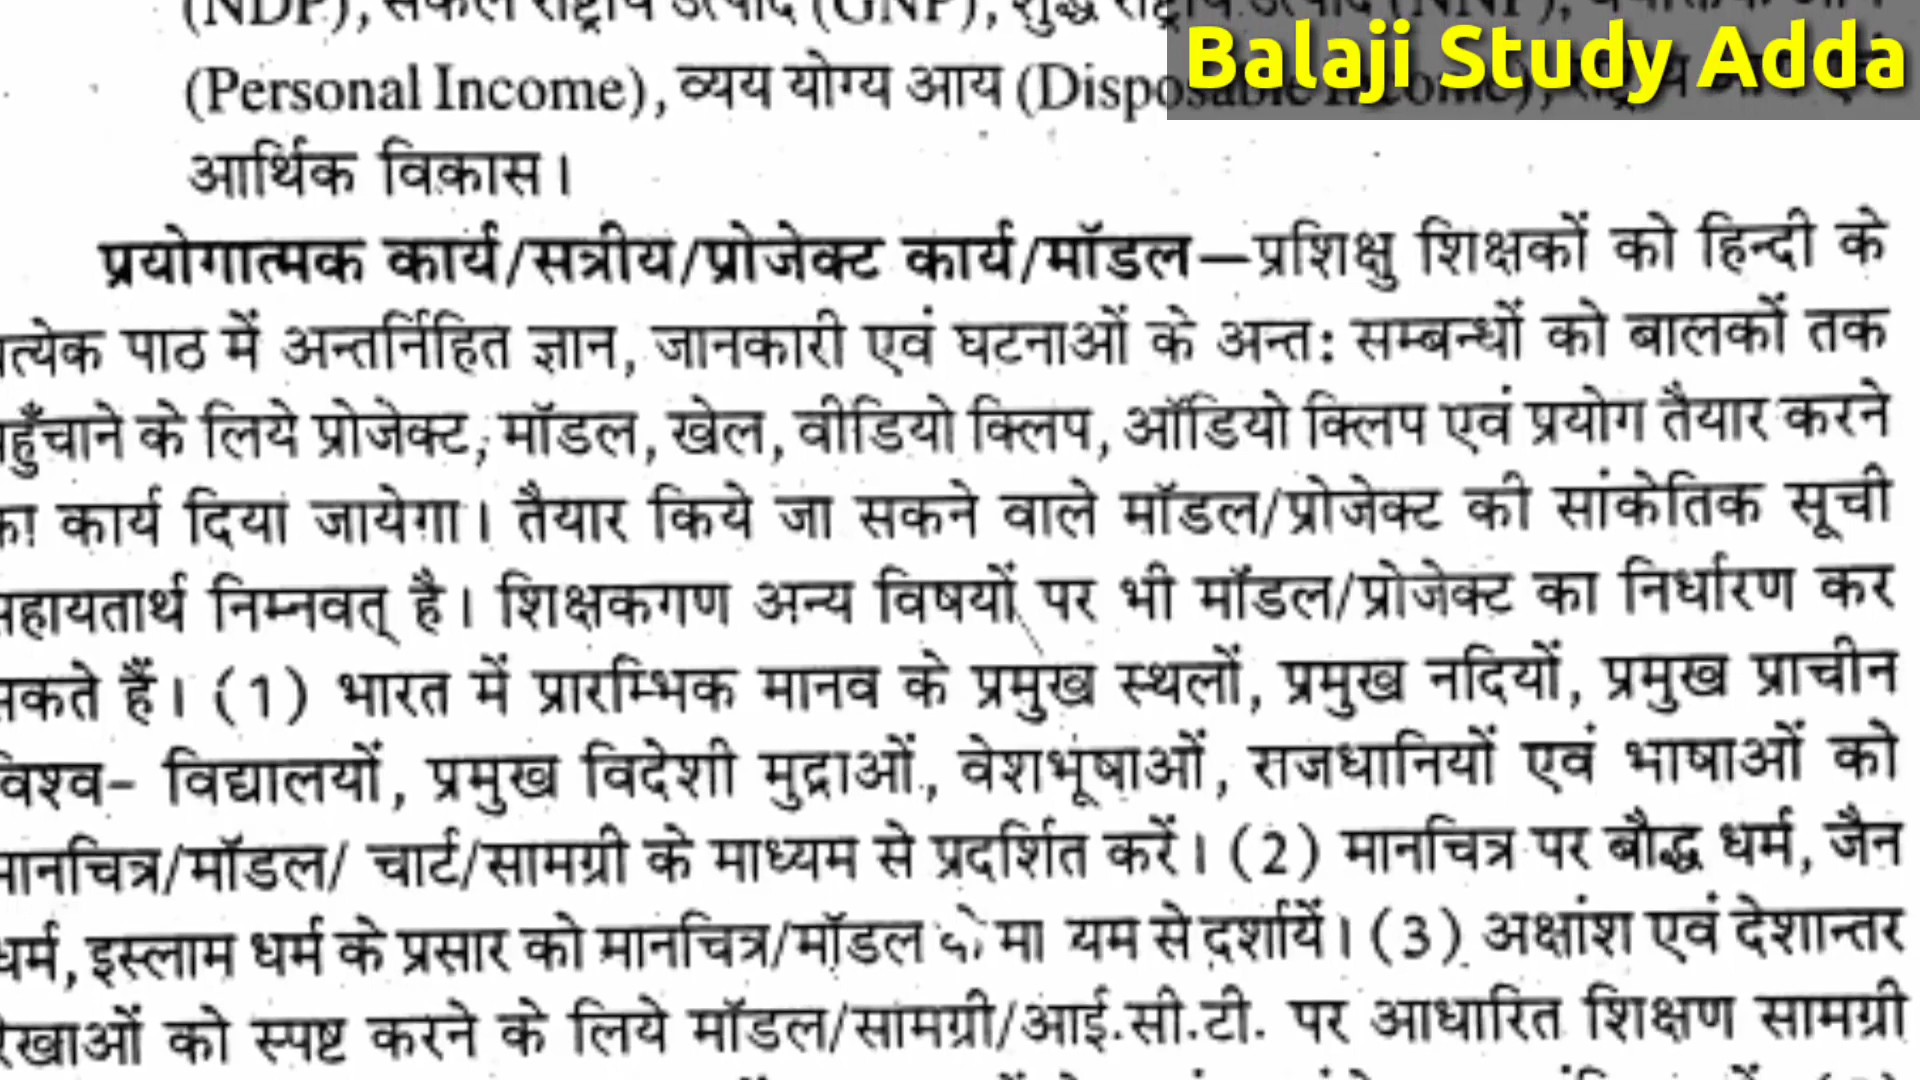 (NDP), सकल राष्ट्रीय उत्पाद (GNP), शुद्ध राष्ट्रीय उत्पाद (NNP),
Balaji Study Adda
(Personal Income), व्यय योग्य आय (Disposable Income),
आर्थिक विकास।
प्रयोगात्मक कार्य/सत्रीय/प्रोजेक्ट कार्य/मॉडल—प्रशिक्षु शिक्षकों को हिन्दी के
त्येक पाठ में अन्तर्निहित ज्ञान, जानकारी एवं घटनाओं के अन्त: सम्बन्धों को बालकों तक
हुँचाने के लिये प्रोजेक्ट, मॉडल, खेल, वीडियो क्लिप, ऑडियो क्लिप एवं प्रयोग तैयार करने
का कार्य दिया जायेगा। तैयार किये जा सकने वाले मॉडल/प्रोजेक्ट की सांकेतिक सूची
सहायतार्थ निम्नवत् है। शिक्षकगण अन्य विषयों पर भी मॉडल/प्रोजेक्ट का निर्धारण कर
सकते हैं। (1) भारत में प्रारम्भिक मानव के प्रमुख स्थलों, प्रमुख नदियों, प्रमुख प्राचीन
विश्व- विद्यालयों, प्रमुख विदेशी मुद्राओं, वेशभूषाओं, राजधानियों एवं भाषाओं को
मानचित्र/मॉडल/ चार्ट/सामग्री के माध्यम से प्रदर्शित करें। (2) मानचित्र पर बौद्ध धर्म, जैन
धर्म, इस्लाम धर्म के प्रसार को मानचित्र/मॉडल के मा यम से दर्शायें। (3) अक्षांश एवं देशान्तर
रेखाओं को स्पष्ट करने के लिये मॉडल/सामग्री/आई.सी.टी. पर आधारित शिक्षण सामग्री